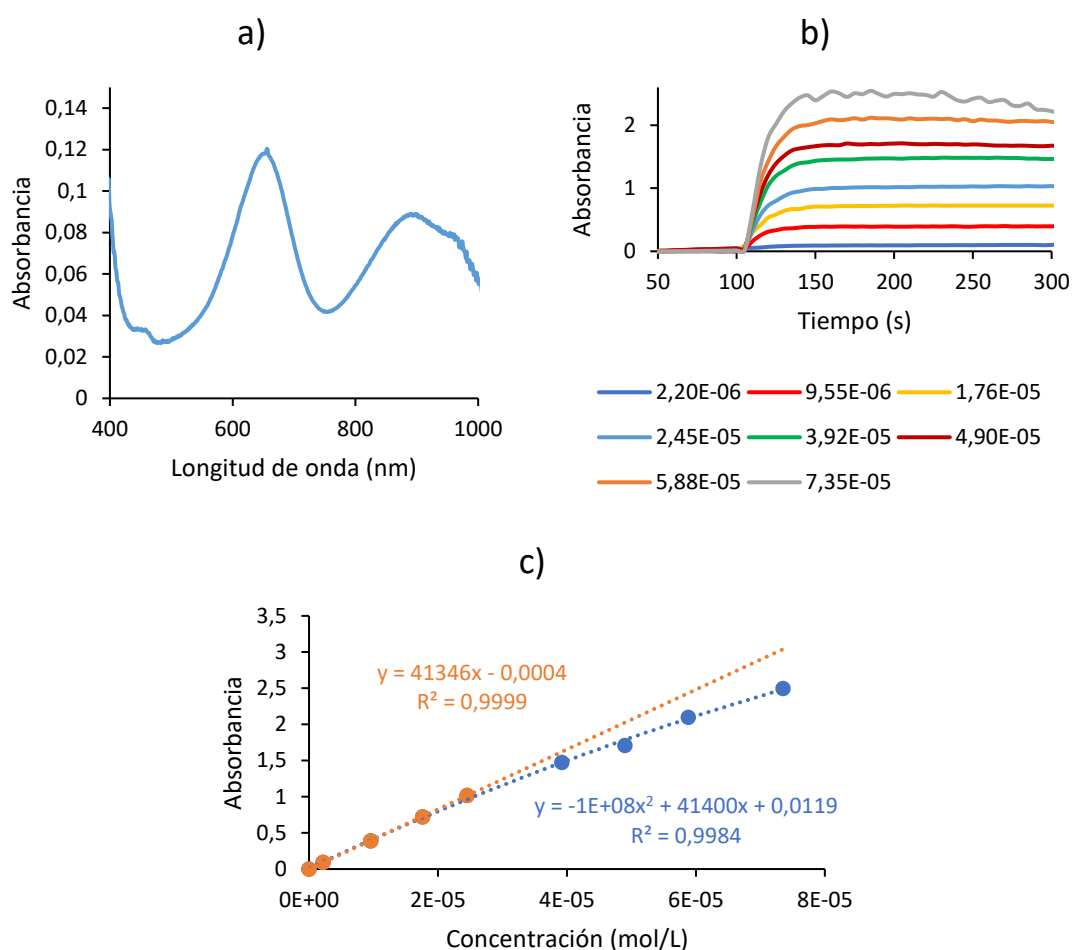 a)
0,14
0,12
0,1
0,08
0,06
0,04
0,02
0
Absorbancia
400 600 800 1000
Longitud de onda (nm)
b)
2
1
0
Absorbancia
50 100 150 200 250 300
Tiempo (s)
2,20E-06 9,55E-06 1,76E-05
2,45E-05 3,92E-05 4,90E-05
5,88E-05 7,35E-05
c)
3,5
3
2,5
2
1,5
1
0,5
0
Absorbancia
y = 41346x - 0,0004
R² = 0,9999
y = -1E+08x² + 41400x + 0,0119
R² = 0,9984
0E+00 2E-05 4E-05 6E-05 8E-05
Concentración (mol/L)